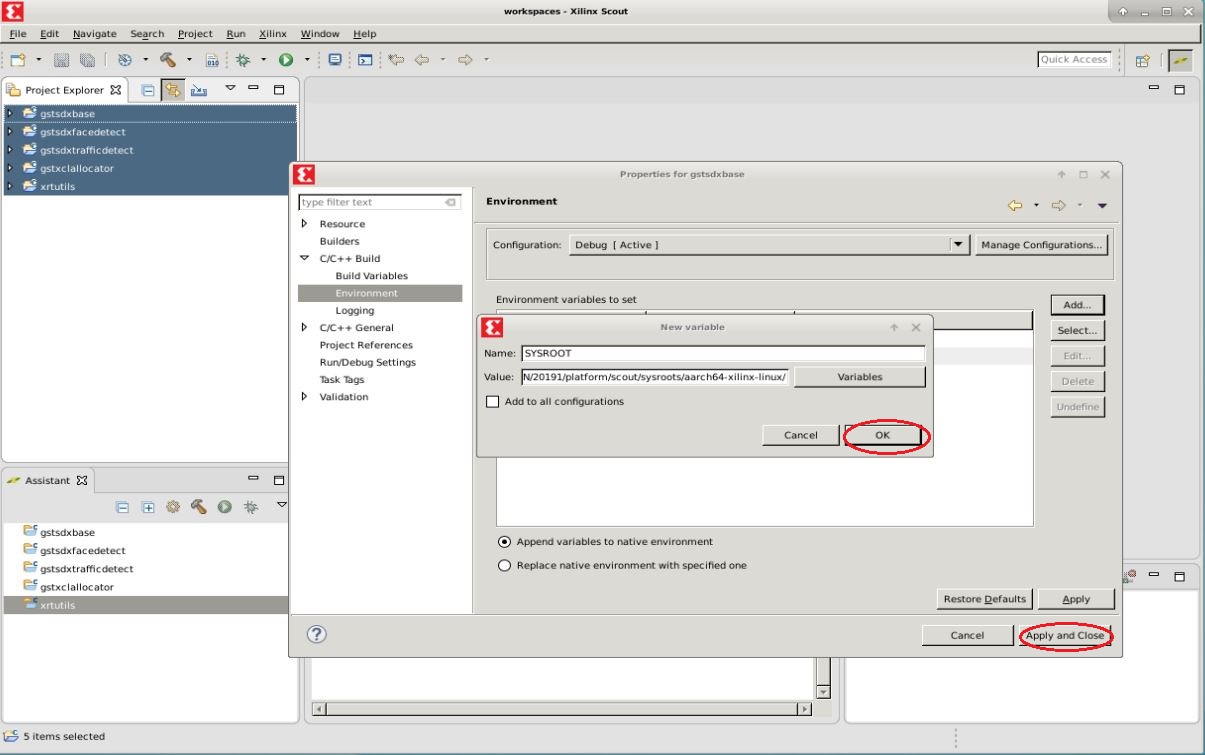 workspaces - Xilinx Scout
File Edit Navigate Search Project Run Xilinx Window Help
Quick Access
Project Explorer
gstsdxbase
gstsdxfacedetect
gstsdxtrafficdetect
gstxclallocator
xrtutils
Properties for gstsdxbase
type filter text
Resource
Builders
C/C++ Build
Build Variables
Environment
Logging
C/C++ General
Project References
Run/Debug Settings
Task Tags
Validation
Environment
Configuration: Debug [ Active ] Manage Configurations...
Environment variables to set
Add...
Select...
Edit...
Delete
Undefine
New variable
Name: SYSROOT
Value: N/20191/platform/scout/sysroots/aarch64-xilinx-linux/ Variables
Add to all configurations
Cancel OK
Append variables to native environment
Replace native environment with specified one
Restore Defaults Apply
? Cancel Apply and Close
Assistant
gstsdxbase
gstsdxfacedetect
gstsdxtrafficdetect
gstxclallocator
xrtutils
5 items selected